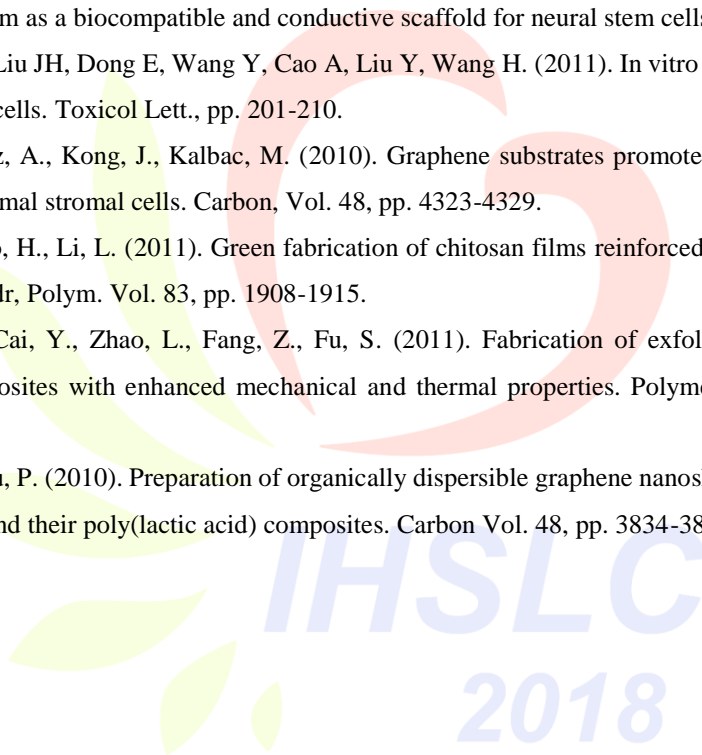 m as a biocompatible and conductive scaffold for neural stem cells
Liu JH, Dong E, Wang Y, Cao A, Liu Y, Wang H. (2011). In vitro
cells. Toxicol Lett., pp. 201-210.
z, A., Kong, J., Kalbac, M. (2010). Graphene substrates promote
mal stromal cells. Carbon, Vol. 48, pp. 4323-4329.
o, H., Li, L. (2011). Green fabrication of chitosan films reinforced
dr, Polym. Vol. 83, pp. 1908-1915.
Cai, Y., Zhao, L., Fang, Z., Fu, S. (2011). Fabrication of exfol
osites with enhanced mechanical and thermal properties. Polyme
u, P. (2010). Preparation of organically dispersible graphene nanos
nd their poly(lactic acid) composites. Carbon Vol. 48, pp. 3834-38
IHSLC
2018